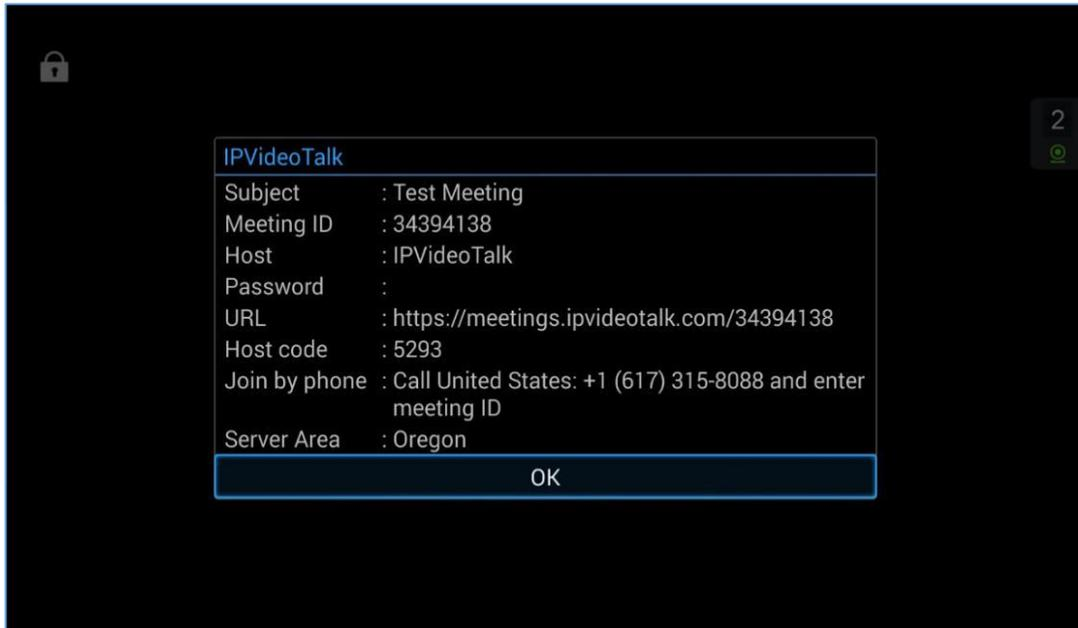 2
IPVideoTalk
Subject : Test Meeting
Meeting ID : 34394138
Host : IPVideoTalk
Password :
URL : https://meetings.ipvideotalk.com/34394138
Host code : 5293
Join by phone : Call United States: +1 (617) 315-8088 and enter
meeting ID
Server Area : Oregon
OK